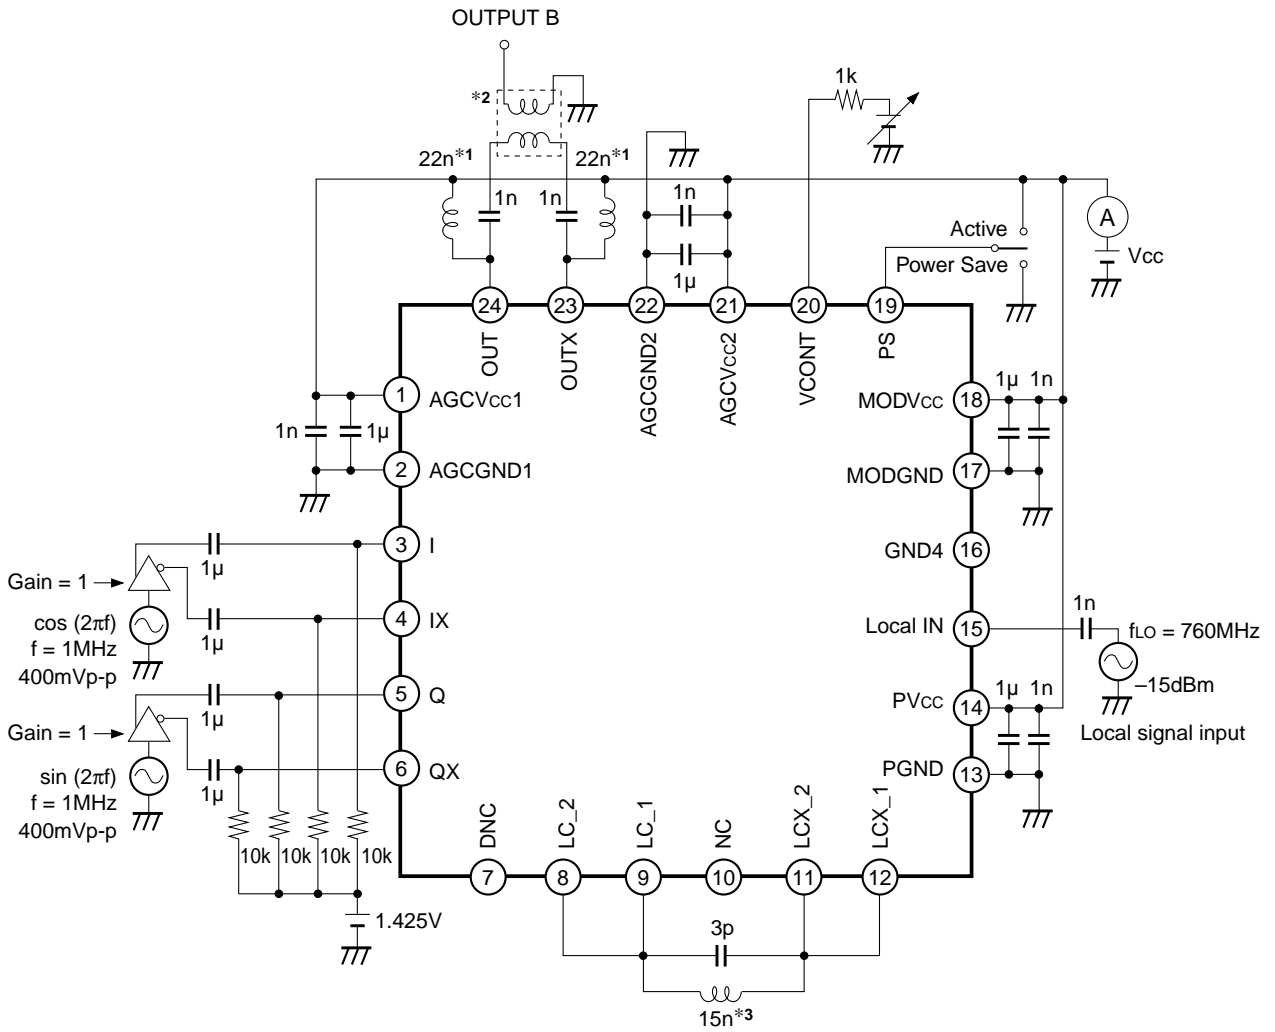 OUTPUT B
*2
22n*1
22n*1
1n
1n
1n
1µ
1k
A
Vcc
Active
Power Save
24
23
22
21
20
19
OUT
OUTX
AGCGND2
AGCVcc2
VCONT
PS
1
AGCVcc1
1n
1µ
2
AGCGND1
3
I
1µ
Gain = 1
4
IX
1µ
cos (2πf)
f = 1MHz
400mVp-p
5
Q
1µ
Gain = 1
6
QX
1µ
sin (2πf)
f = 1MHz
400mVp-p
10k
10k
10k
10k
1.425V
18
MODVcc
1µ
1n
17
MODGND
16
GND4
15
Local IN
1n
fLO = 760MHz
–15dBm
Local signal input
14
PVcc
1µ
1n
13
PGND
DNC
LC_2
LC_1
NC
LCX_2
LCX_1
7
8
9
10
11
12
3p
15n*3